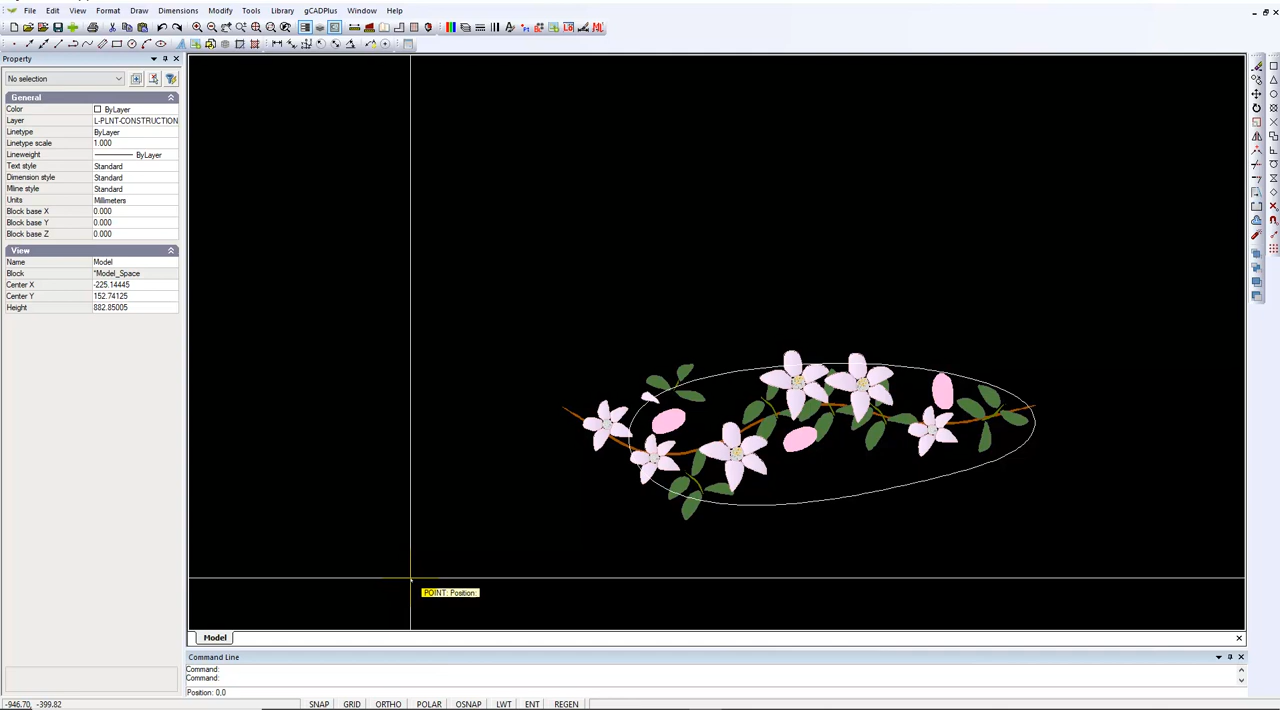 File Edit View Format Draw Dimensions Modify Tools Library gCADPlus Window Help
Property
No selection
General
Color ByLayer
Layer L-PLNT-CONSTRUCTION
Linetype ByLayer
Linetype scale 1.000
Lineweight ByLayer
Text style Standard
Dimension style Standard
Mline style Standard
Units Millimeters
Block base X 0.000
Block base Y 0.000
Block base Z 0.000
View
Name Model
Block *Model_Space
Center X -225.14445
Center Y 152.74125
Height 882.85005
POINT: Position:
Model
Command Line
Command:
Command:
Position: 0,0
-946.70, -399.82 SNAP GRID ORTHO POLAR OSNAP LWT ENT REGEN